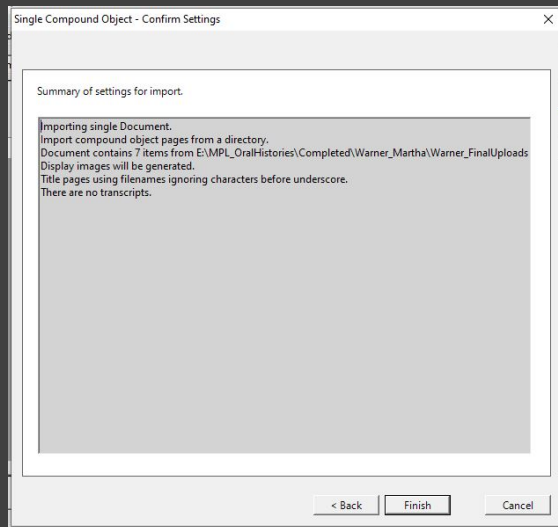 Single Compound Object - Confirm Settings
Summary of settings for import.
Importing single Document.
Import compound object pages from a directory.
Document contains 7 items from E:\MPL_OralHistories\Completed\Warner_Martha\Warner_FinalUploads
Display images will be generated.
Title pages using filenames ignoring characters before underscore.
There are no transcripts.
< Back Finish Cancel